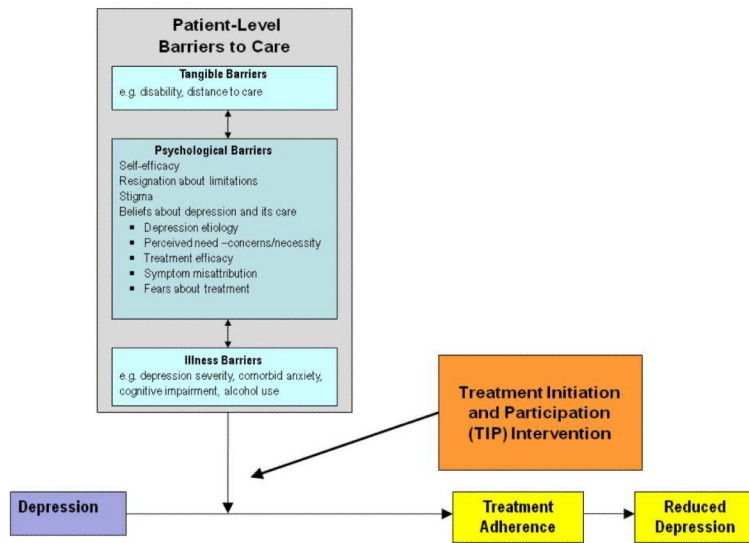 Patient-Level
Barriers to Care
Tangible Barriers
e.g. disability, distance to care
Psychological Barriers
Self-efficacy
Resignation about limitations
Stigma
Beliefs about depression and its care
▪ Depression etiology
▪ Perceived need –concerns/necessity
▪ Treatment efficacy
▪ Symptom misattribution
▪ Fears about treatment
Illness Barriers
e.g. depression severity, comorbid anxiety,
cognitive impairment, alcohol use
Treatment Initiation
and Participation
(TIP) Intervention
Depression
Treatment
Adherence
Reduced
Depression